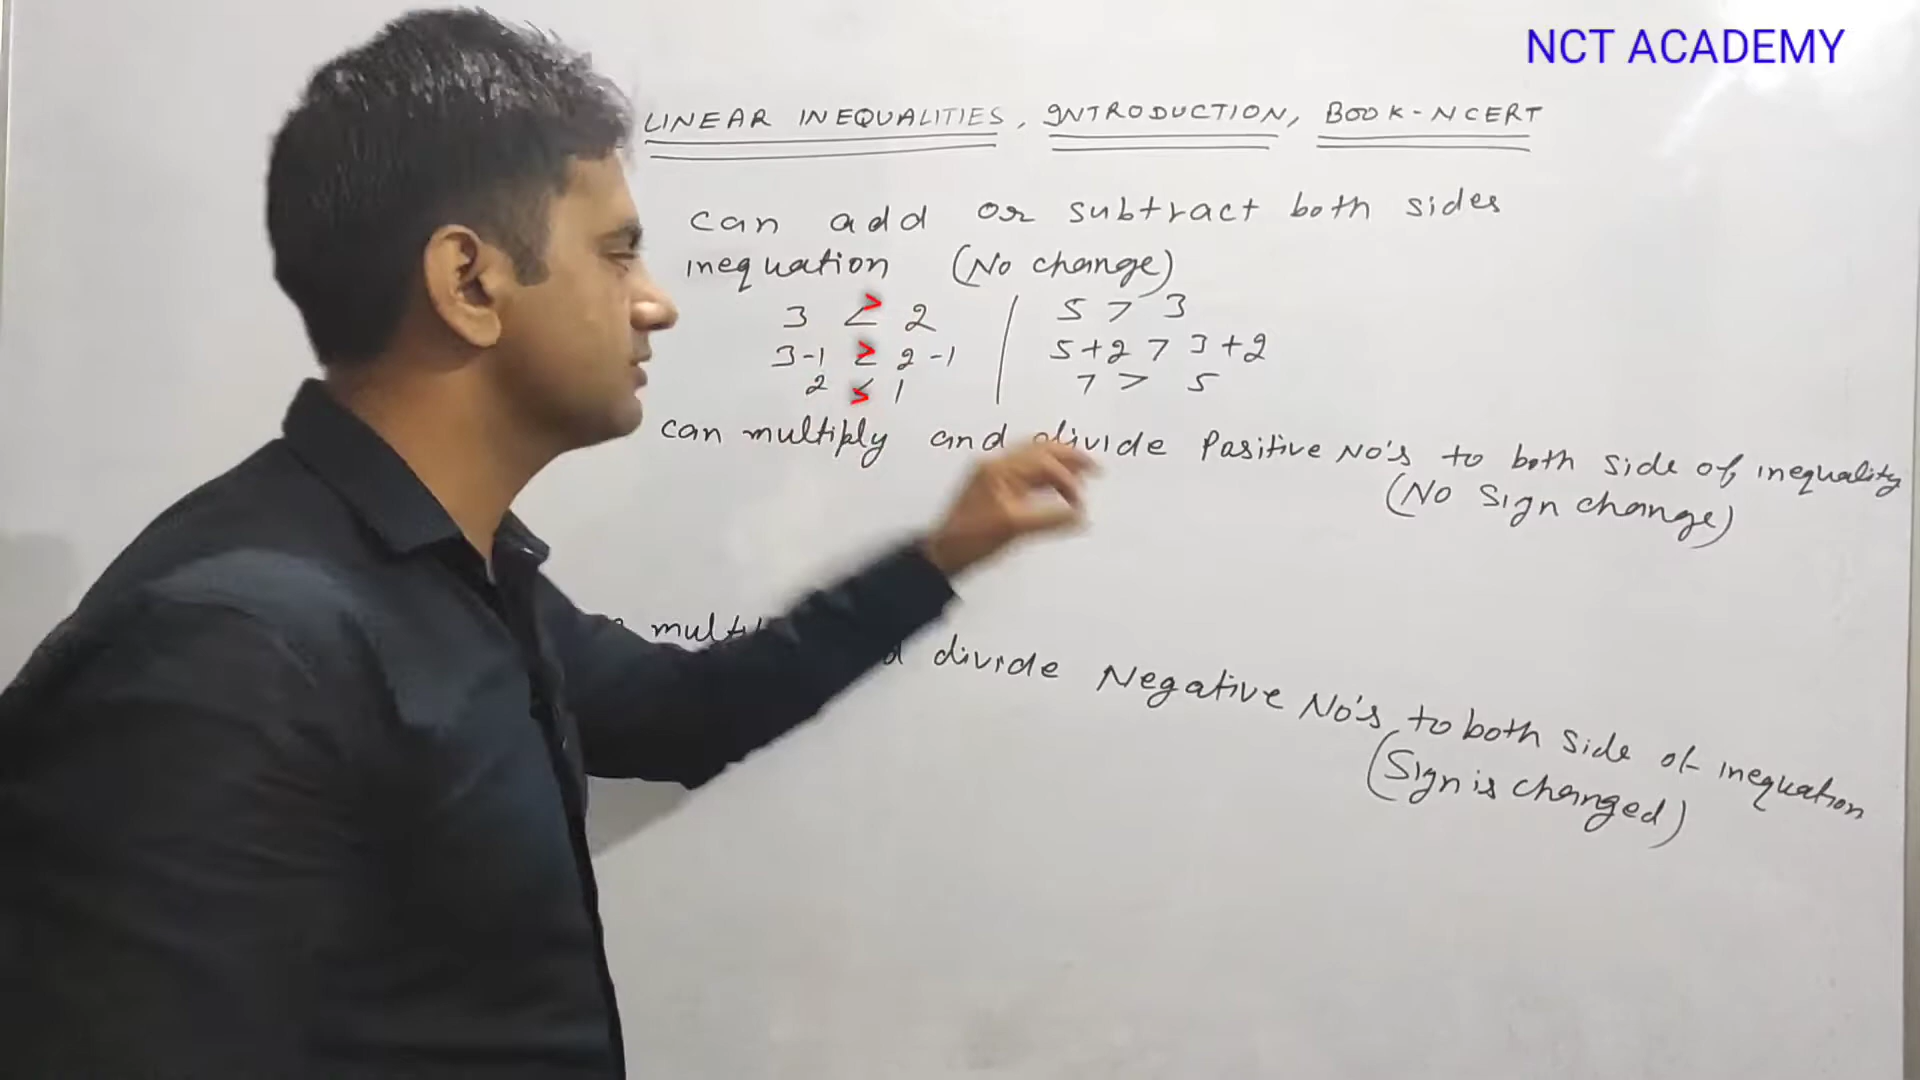 NCT ACADEMY
LINEAR INEQUALITIES, INTRODUCTION, BOOK-NCERT
can add or subtract both sides
inequation (No change)
3 > 2 | 5 > 3
3-1 > 2-1 | 5+2 > 3+2
2 1 | 7 > 5
can multiply and divide Positive No's to both side of inequality
(No sign change)
divide Negative No's to both side of inequation
(Sign is changed)